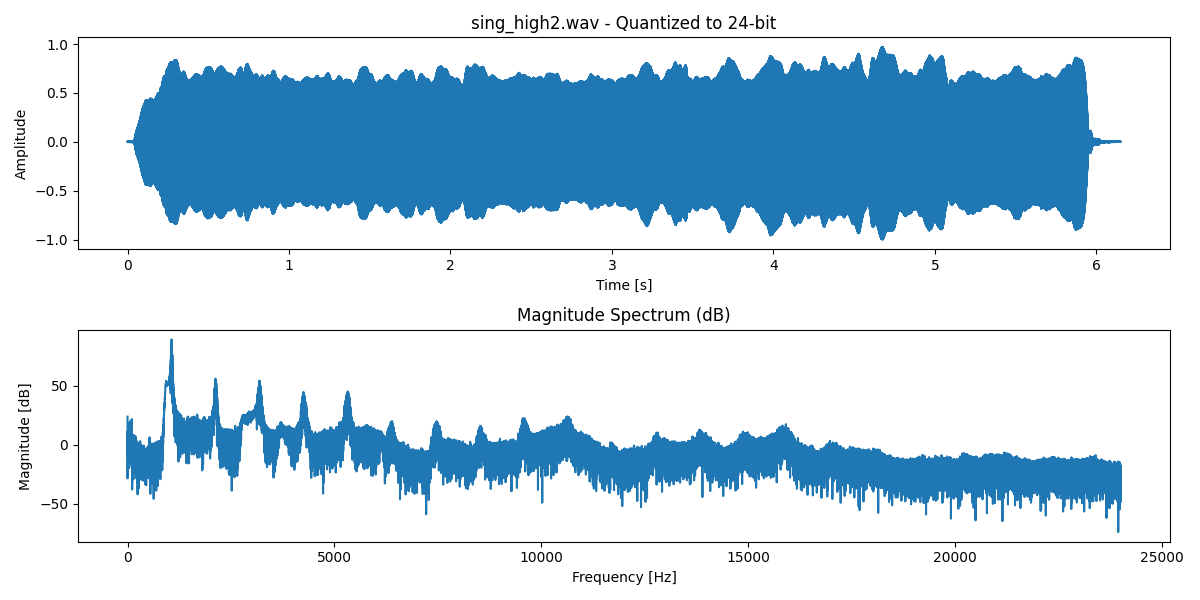 sing_high2.wav - Quantized to 24-bit
1.0
0.5
0.0
−0.5
−1.0
Amplitude
0 1 2 3 4 5 6
Time [s]
Magnitude Spectrum (dB)
50
0
−50
Magnitude [dB]
0 5000 10000 15000 20000 25000
Frequency [Hz]